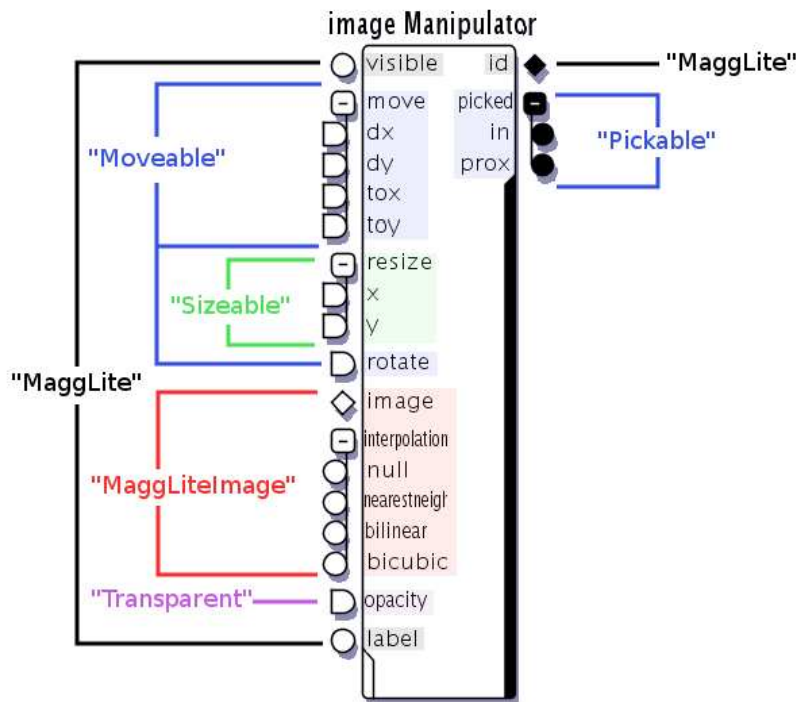 image Manipulator
visible id
"MaggLite"
move picked
dx in
"Pickable"
"Moveable"
dy prox
tox
toy
resize
"Sizeable"
x
y
rotate
"MaggLite"
image
interpolation
null
"MaggLiteImage"
nearestneigh
bilinear
bicubic
"Transparent"
opacity
label